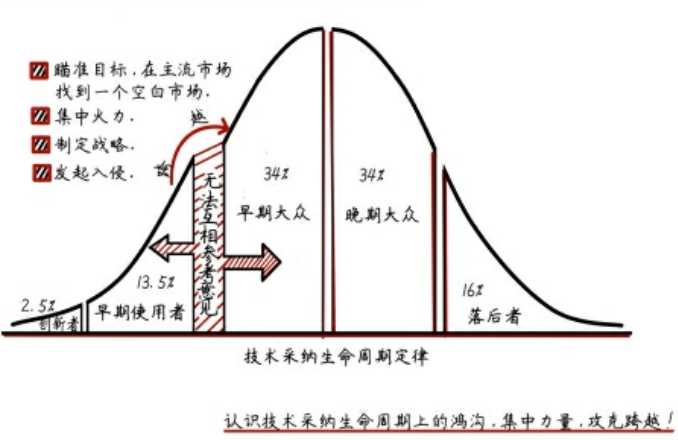 瞄准目标,在主流市场
找到一个空白市场.
集中火力.
制定战略.
发起入侵.
越
34%
早期大众
34%
晚期大众
无法互相参考意见
13.5%
早期使用者
2.5%
创新者
16%
落后者
技术采纳生命周期定律
认识技术采纳生命周期上的鸿沟,集中力量,攻克跨越!